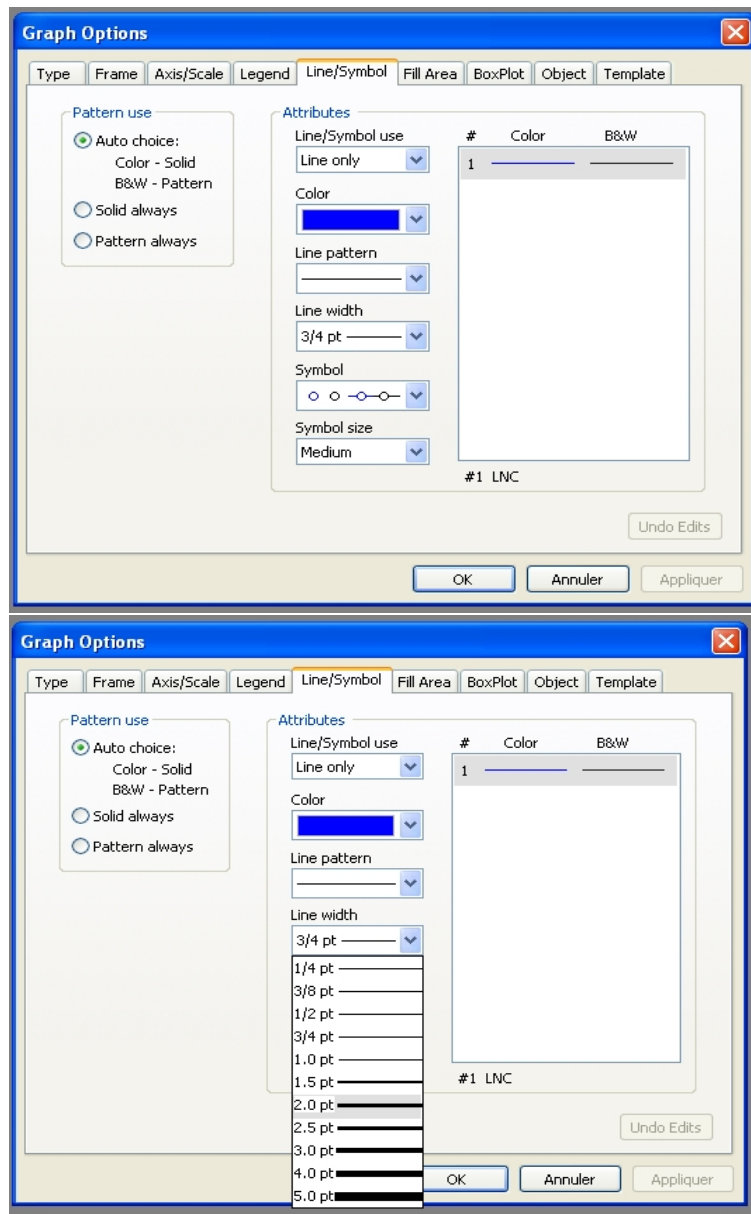 Graph Options
Type Frame Axis/Scale Legend Line/Symbol Fill Area BoxPlot Object Template
Pattern use
Auto choice:
Color - Solid
B&W - Pattern
Solid always
Pattern always
Attributes
Line/Symbol use
Line only
Color
Line pattern
Line width
3/4 pt
Symbol
Symbol size
Medium
# Color B&W
1
#1 LNC
Undo Edits
OK Annuler Appliquer
Graph Options
Type Frame Axis/Scale Legend Line/Symbol Fill Area BoxPlot Object Template
Pattern use
Auto choice:
Color - Solid
B&W - Pattern
Solid always
Pattern always
Attributes
Line/Symbol use
Line only
Color
Line pattern
Line width
3/4 pt
1/4 pt
3/8 pt
1/2 pt
3/4 pt
1.0 pt
1.5 pt
2.0 pt
2.5 pt
3.0 pt
4.0 pt
5.0 pt
# Color B&W
1
#1 LNC
Undo Edits
OK Annuler Appliquer